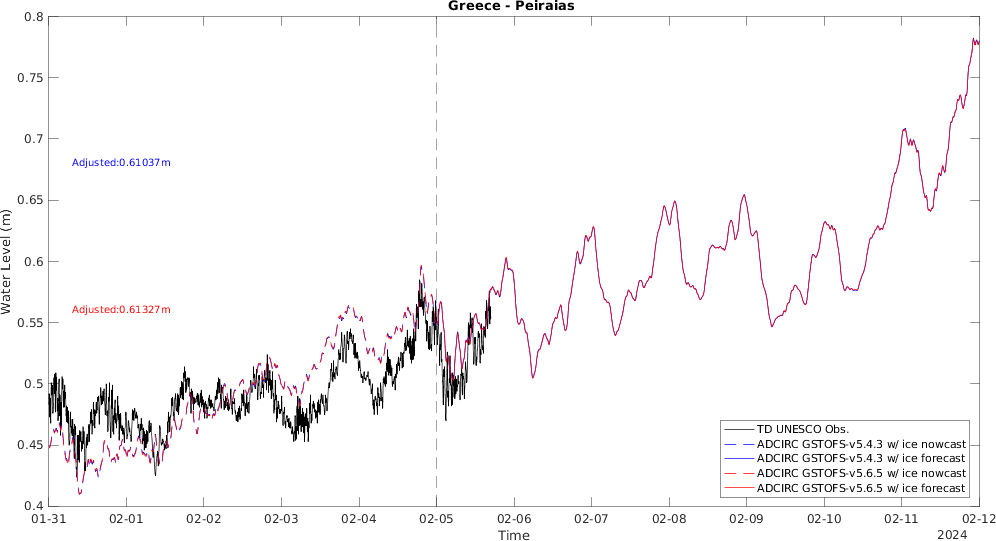 Greece - Peiraias
0.8
0.75
0.7
0.65
0.6
0.55
0.5
0.45
0.4
Water Level (m)
Adjusted:0.61037m
Adjusted:0.61327m
TD UNESCO Obs.
ADCIRC GSTOFS-v5.4.3 w/ ice nowcast
ADCIRC GSTOFS-v5.4.3 w/ ice forecast
ADCIRC GSTOFS-v5.6.5 w/ ice nowcast
ADCIRC GSTOFS-v5.6.5 w/ ice forecast
01-31 02-01 02-02 02-03 02-04 02-05 02-06 02-07 02-08 02-09 02-10 02-11 02-12
Time
2024